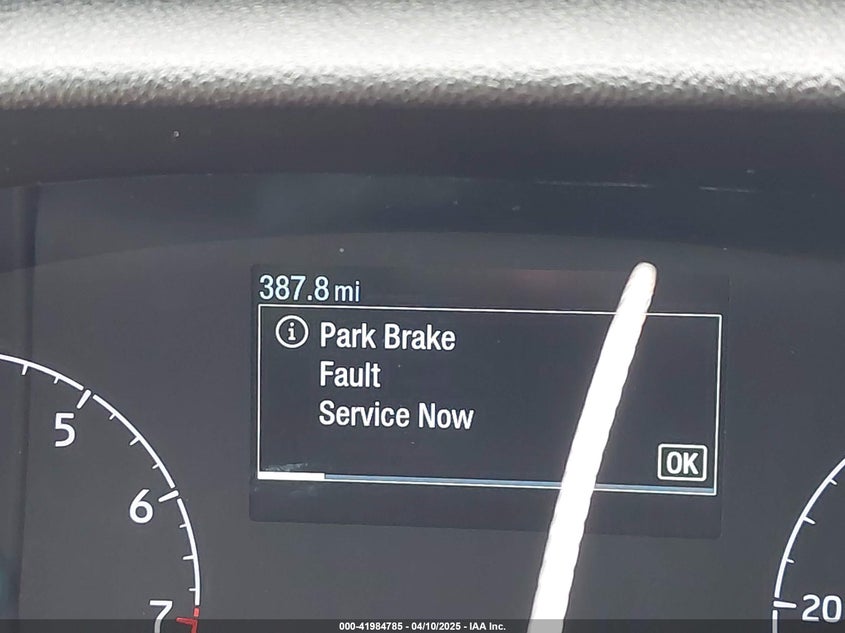 387.8 mi
i
Park Brake
Fault
Service Now
OK
5
6
7
20
000-41984785 - 04/10/2025 - IAA Inc.